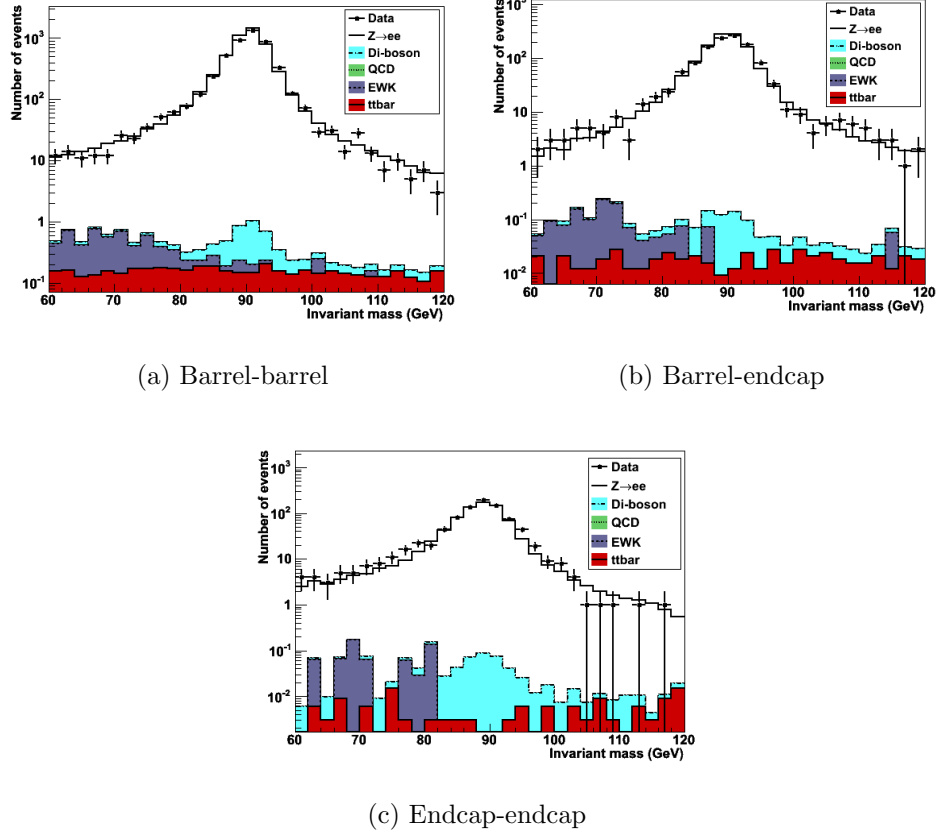 Number of events
10³
10²
10
1
10⁻¹
60 70 80 90 100 110 120
Invariant mass (GeV)
Data
Z→ee
Di-boson
QCD
EWK
ttbar
(a) Barrel-barrel
Number of events
10³
10²
10
1
10⁻¹
10⁻²
60 70 80 90 100 110 120
Invariant mass (GeV)
Data
Z→ee
Di-boson
QCD
EWK
ttbar
(b) Barrel-endcap
Number of events
10³
10²
10
1
10⁻¹
10⁻²
60 70 80 90 100 110 120
Invariant mass (GeV)
Data
Z→ee
Di-boson
QCD
EWK
ttbar
(c) Endcap-endcap